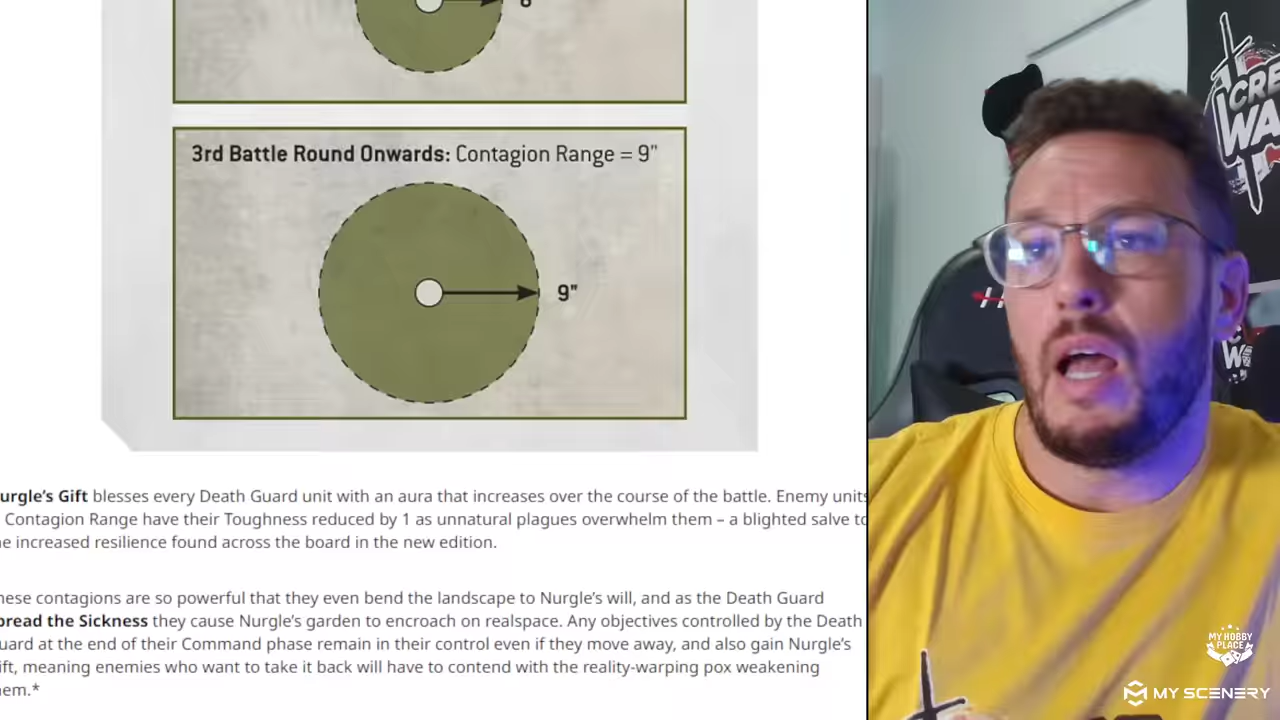 3rd Battle Round Onwards: Contagion Range = 9"
9"
urgle's Gift blesses every Death Guard unit with an aura that increases over the course of the battle. Enemy units
Contagion Range have their Toughness reduced by 1 as unnatural plagues overwhelm them – a blighted salve to
e increased resilience found across the board in the new edition.
hese contagions are so powerful that they even bend the landscape to Nurgle's will, and as the Death Guard
pread the Sickness they cause Nurgle's garden to encroach on realspace. Any objectives controlled by the Death
uard at the end of their Command phase remain in their control even if they move away, and also gain Nurgle's
ift, meaning enemies who want to take it back will have to contend with the reality-warping pox weakening
em.*
CRE
WA
MY HOBBY
PLACE
MY SCENERY